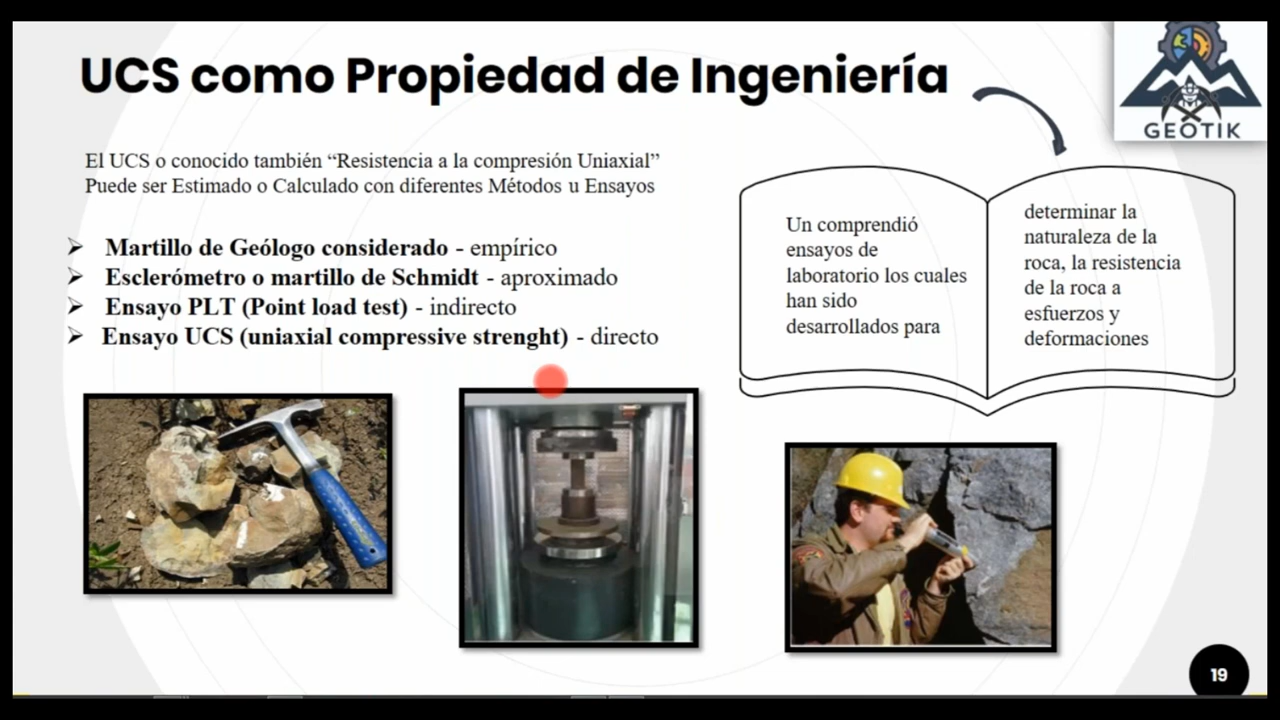 UCS como Propiedad de Ingeniería
GEOTIK
El UCS o conocido también “Resistencia a la compresión Uniaxial”
Puede ser Estimado o Calculado con diferentes Métodos u Ensayos
Martillo de Geólogo considerado - empírico
Esclerómetro o martillo de Schmidt - aproximado
Ensayo PLT (Point load test) - indirecto
Ensayo UCS (uniaxial compressive strenght) - directo
Un comprendió
ensayos de
laboratorio los cuales
han sido
desarrollados para
determinar la
naturaleza de la
roca, la resistencia
de la roca a
esfuerzos y
deformaciones
19